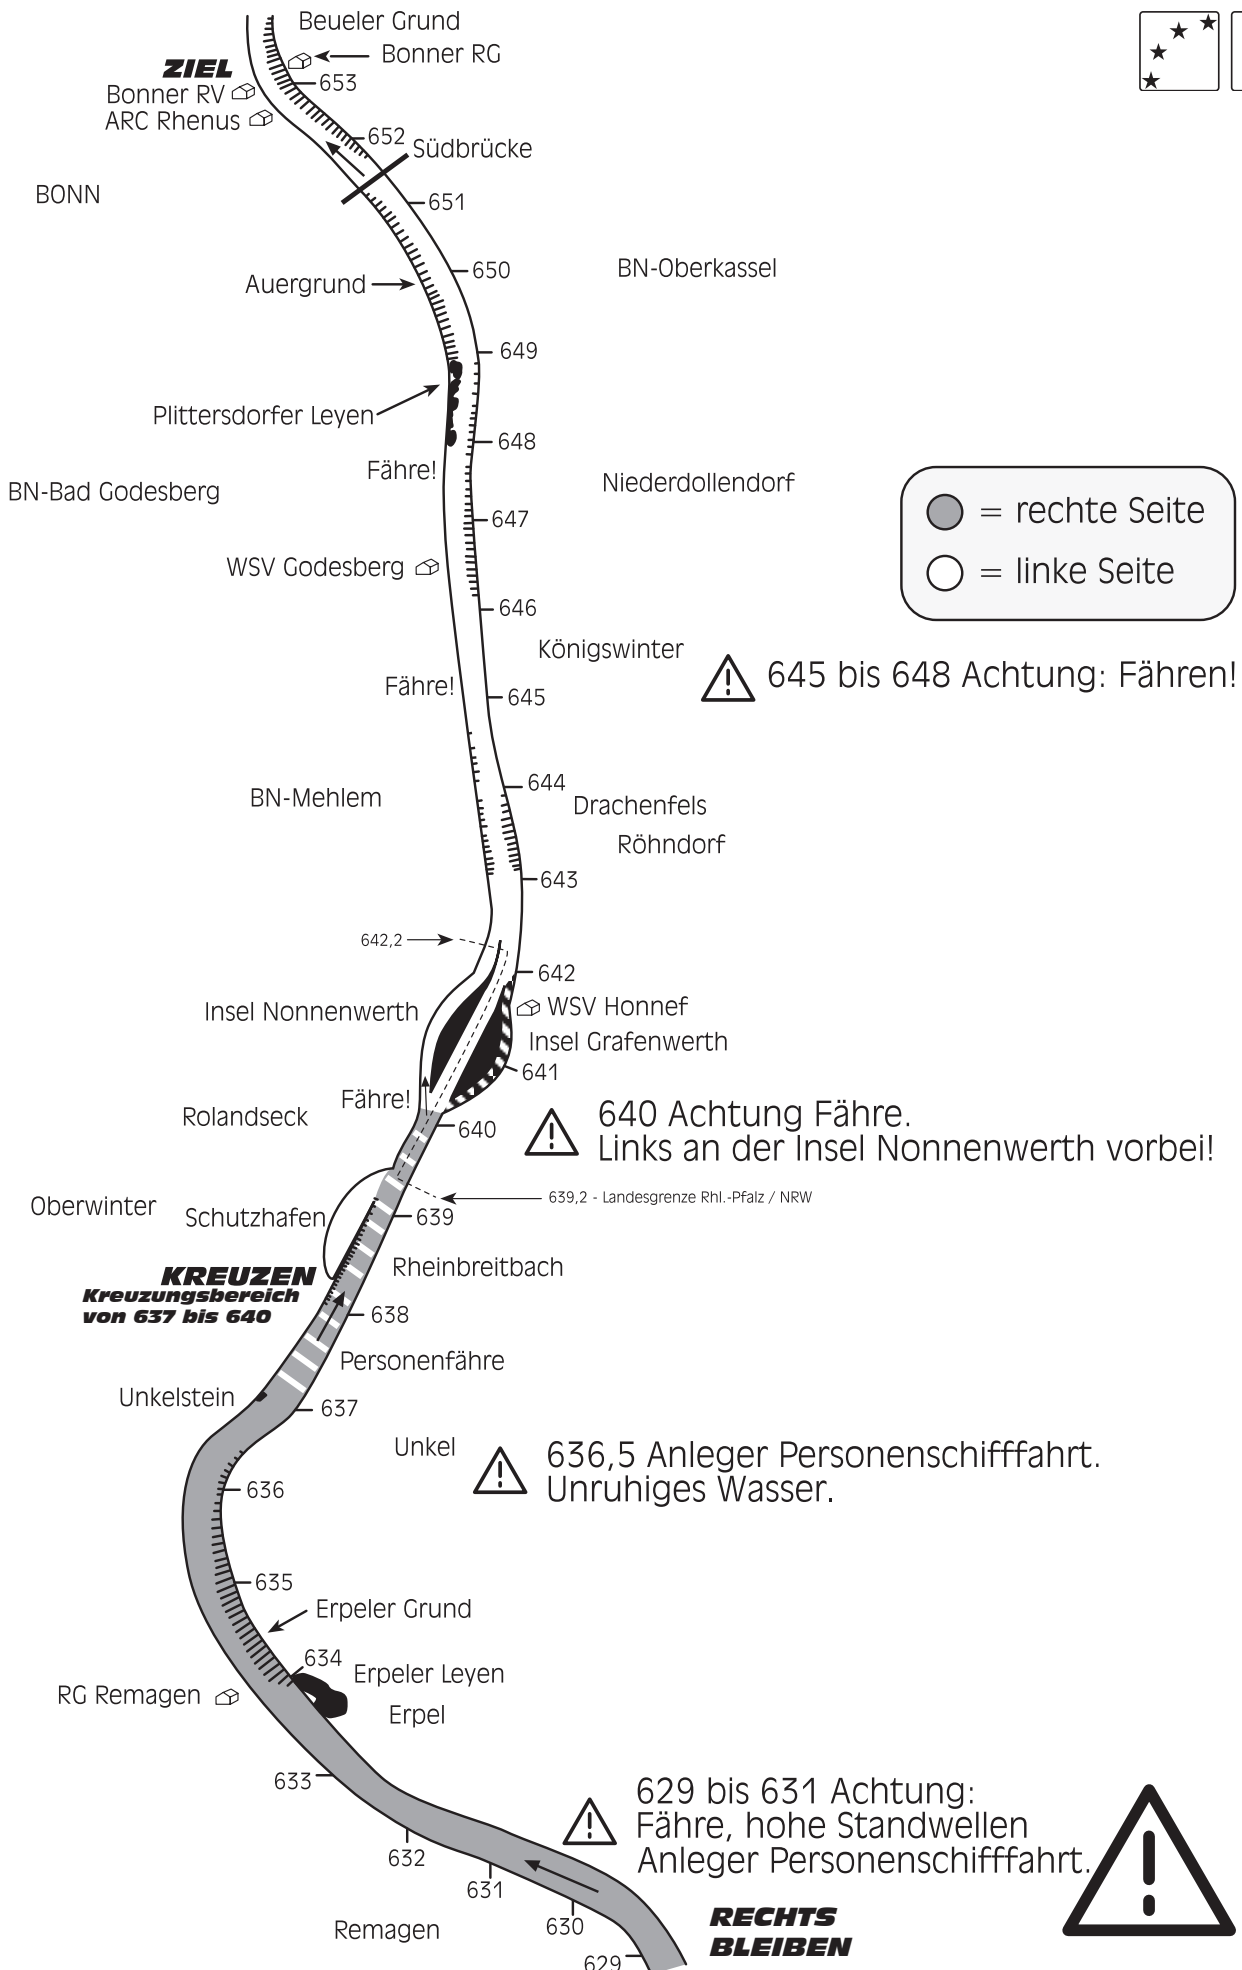 Beueler Grund
Bonner RG
ZIEL
653
Bonner RV
ARC Rhenus
652
Südbrücke
BONN
651
650
BN-Oberkassel
Auergrund
649
Plittersdorfer Leyen
648
Fähre!
Niederdollendorf
BN-Bad Godesberg
= rechte Seite
647
WSV Godesberg
= linke Seite
646
Königswinter
645 bis 648 Achtung: Fähren!
Fähre!
645
644
BN-Mehlem
Drachenfels
Röhndorf
643
642,2
642
Insel Nonnenwerth
WSV Honnef
Insel Grafenwerth
641
Fähre!
Rolandseck
640
640 Achtung Fähre.
Links an der Insel Nonnenwerth vorbei!
639,2 - Landesgrenze Rhl.-Pfalz / NRW
Oberwinter
Schutzhafen
639
Rheinbreitbach
KREUZEN
Kreuzungsbereich
von 637 bis 640
638
Personenfähre
Unkelstein
637
Unkel
636,5 Anleger Personenschifffahrt.
Unruhiges Wasser.
636
635
Erpeler Grund
634
Erpeler Leyen
RG Remagen
Erpel
633
629 bis 631 Achtung:
Fähre, hohe Standwellen
Anleger Personenschifffahrt.
632
631
630
Remagen
RECHTS
BLEIBEN
629